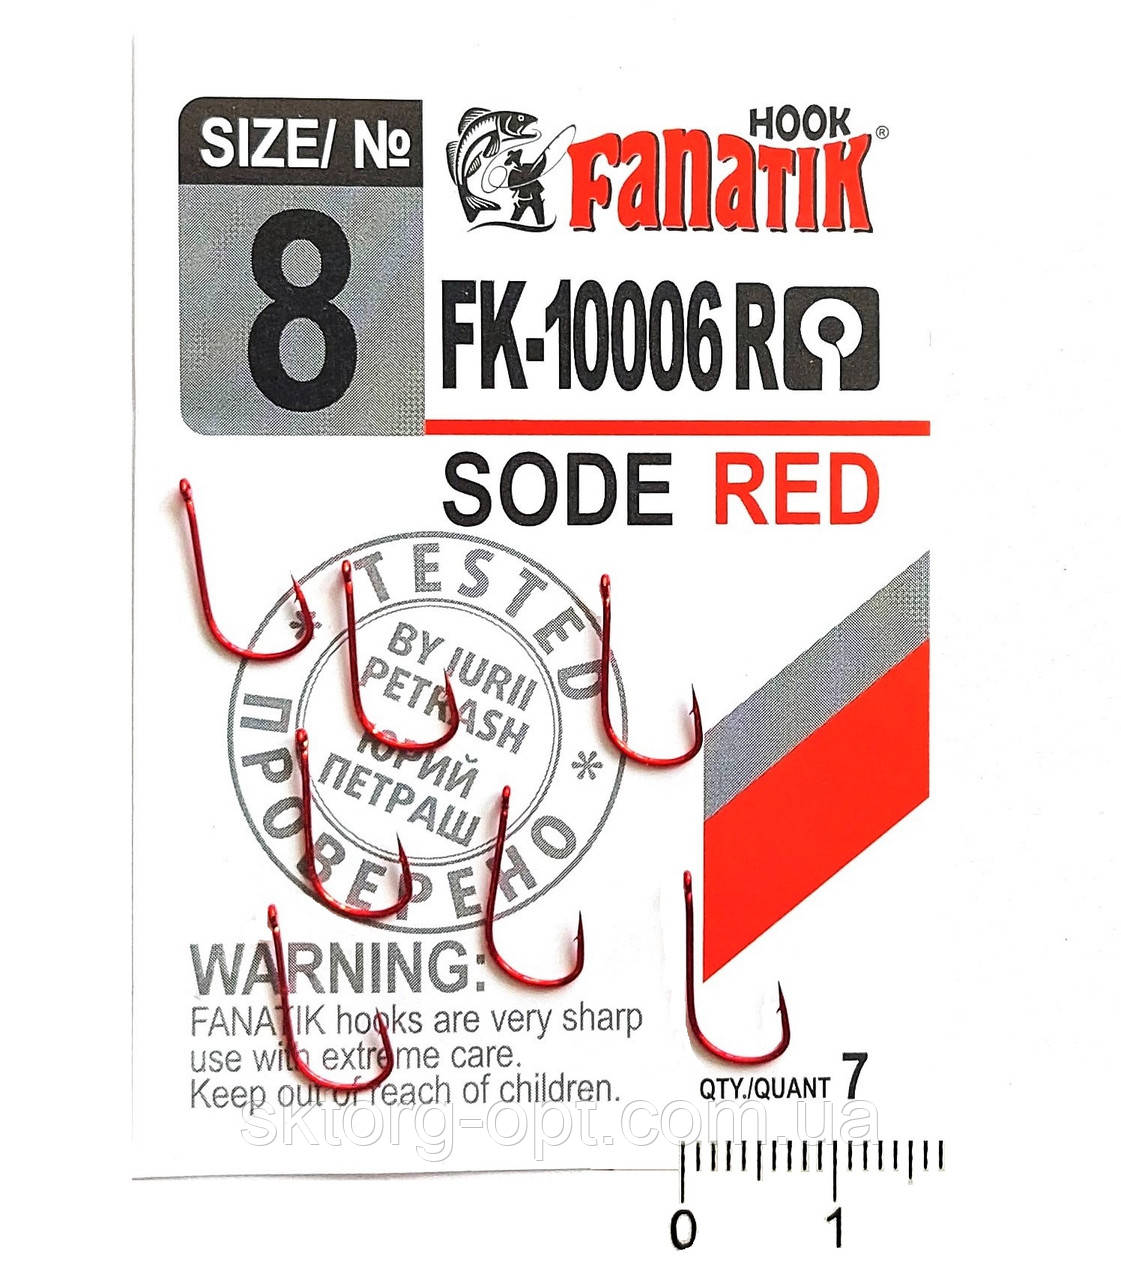 SIZE/ №
8
HOOK
FANATIK ®
FK-10006 R
SODE RED
TESTED
BY IURII
PETRASH
ЮРИЙ
ПЕТРАШ
* ПРОВЕРЕНО *
WARNING:
FANATIK hooks are very sharp
use with extreme care.
Keep out of reach of children.
QTY./QUANT 7
sktorg-opt.com.ua
0 1